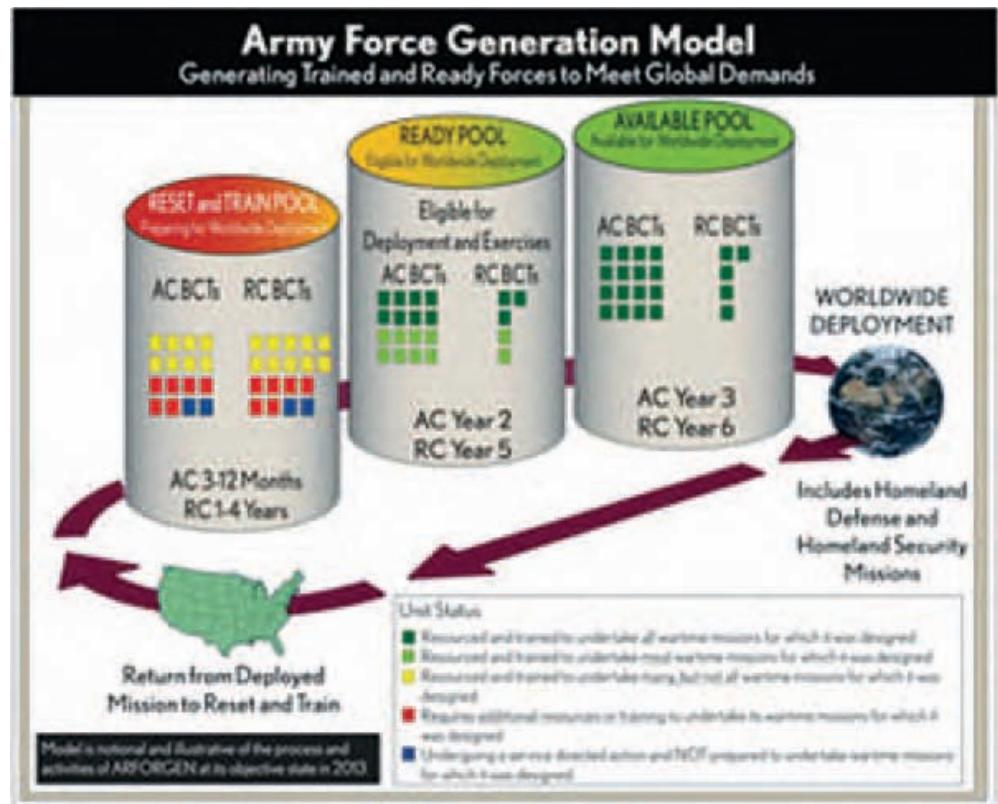 Army Force Generation Model
Generating Trained and Ready Forces to Meet Global Demands
RESET and TRAIN POOL
Preparing for Worldwide Deployment
AC BCTs RC BCTs
AC 3-12 Months
RC 1-4 Years
READY POOL
Eligible for Worldwide Deployment
Eligible for
Deployment and Exercises
AC BCTs RC BCTs
AC Year 2
RC Year 5
AVAILABLE POOL
Available for Worldwide Deployment
AC BCTs RC BCTs
AC Year 3
RC Year 6
WORLDWIDE
DEPLOYMENT
Includes Homeland
Defense and
Homeland Security
Missions
Return from Deployed
Mission to Reset and Train
Unit Status
Resourced and trained to undertake all wartime missions for which it was designed
Resourced and trained to undertake most wartime missions for which it was designed
Resourced and trained to undertake many, but not all wartime missions for which it was
designed
Requires additional resources or training to undertake its wartime missions for which it
was designed
Undergoing a service directed action and NOT prepared to undertake wartime missions
for which it was designed
Model is notional and illustrative of the process and
activities of ARFORGEN at its objective state in 2013.